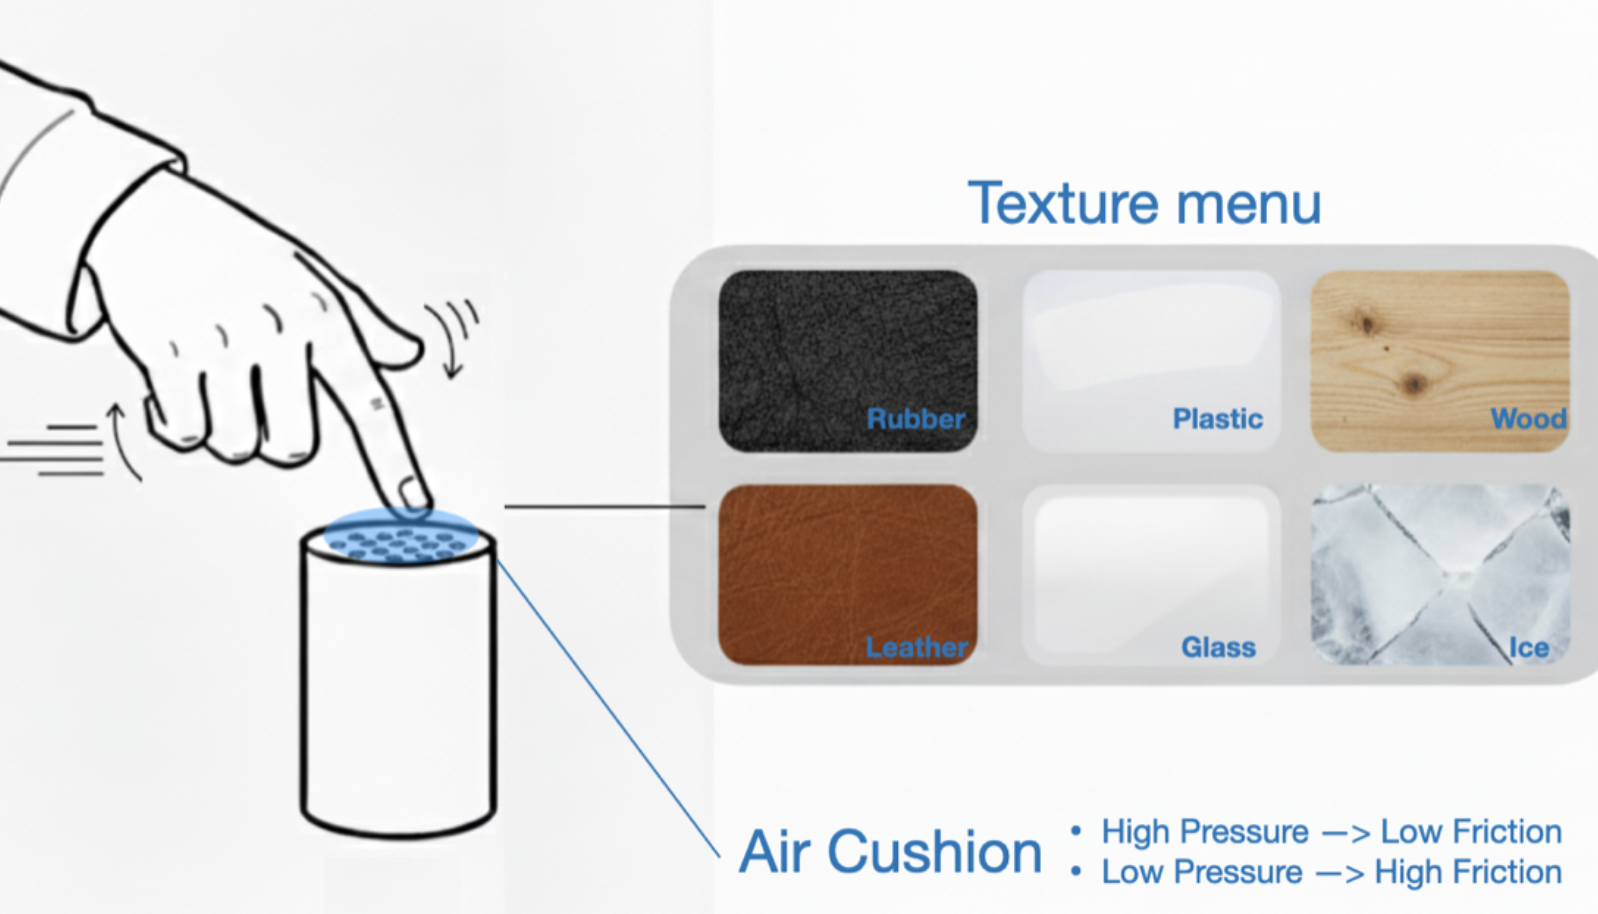 Texture menu
Rubber
Plastic
Wood
Leather
Glass
Ice
Air Cushion
• High Pressure —> Low Friction
• Low Pressure —> High Friction